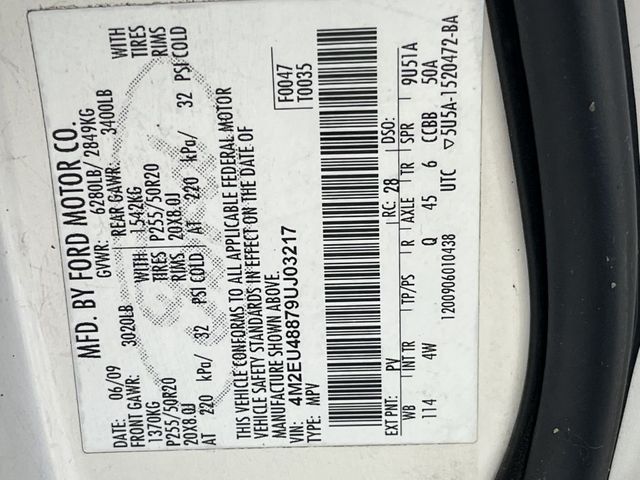 MFD. BY FORD MOTOR CO.
DATE: 06/09 GVWR: 6280LB/ 2849KG
FRONT GAWR: 3020LB REAR GAWR: 3400LB
1370KG WITH 1542KG WITH
P255/50R20 TIRES P255/50R20 TIRES
20X8.0J RIMS. 20X8.0J RIMS
AT 220 kPa/ 32 PSI COLD AT 220 kPa/ 32 PSI COLD
THIS VEHICLE CONFORMS TO ALL APPLICABLE FEDERAL MOTOR
VEHICLE SAFETY STANDARDS IN EFFECT ON THE DATE OF
MANUFACTURE SHOWN ABOVE.
VIN: 4M2EU48879UJ03217 F0047
TYPE: MPV T0035
EXT PNT: PV RC: 28 DSO:
WB INT TR TP/PS R AXLE TR SPR 9U51A
114 4W Q 45 6 CCBB 50A
1200906010438 UTC ▽5U5A-1520472-BA